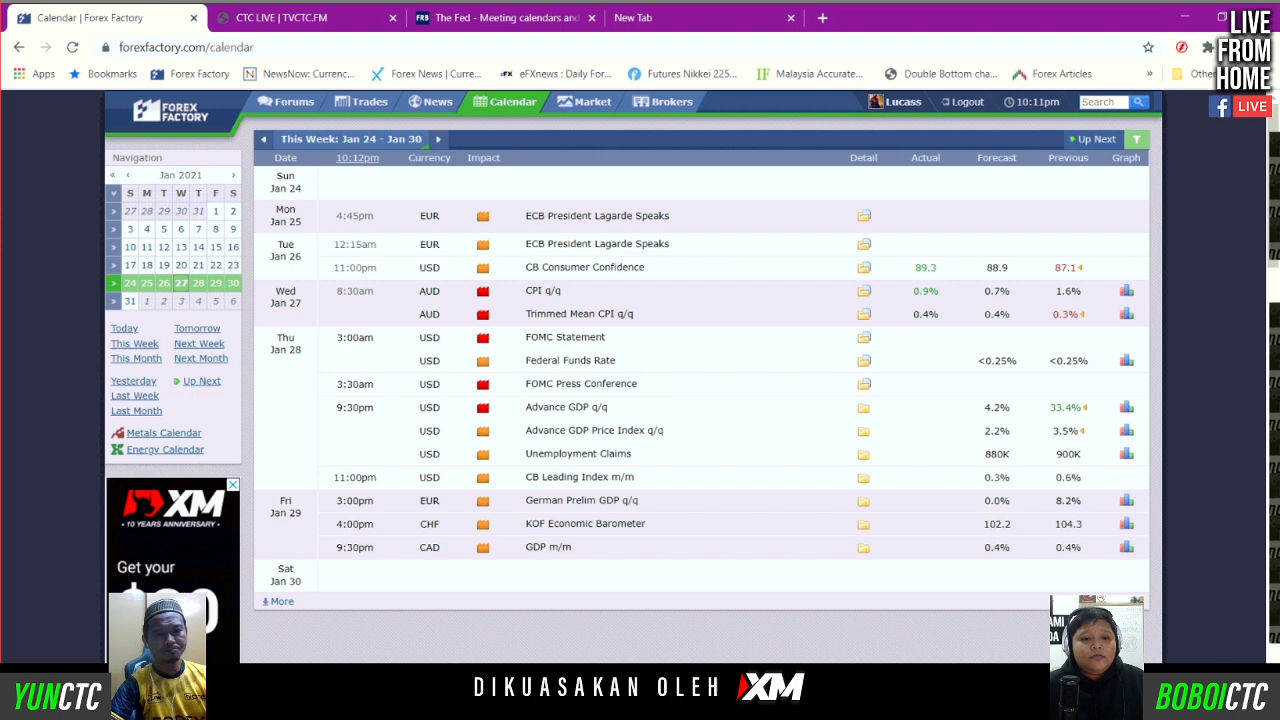 Calendar | Forex Factory
CTC LIVE | TVCTC.FM
The Fed - Meeting calendars and
New Tab
LIVE
FROM
HOME
LIVE
forexfactory.com/calendar
Apps
Bookmarks
Forex Factory
NewsNow: Currenc...
Forex News | Curre...
eFXnews : Daily For...
Futures Nikkei 225...
Malaysia Accurate...
Double Bottom cha...
Forex Articles
»
FOREX
FACTORY
Forums
Trades
News
Calendar
Market
Brokers
Lucass
Logout
10:11pm
Search
Navigation
« ‹ Jan 2021 ›
S M T W T F S
27 28 29 30 31 1 2
3 4 5 6 7 8 9
10 11 12 13 14 15 16
17 18 19 20 21 22 23
24 25 26 27 28 29 30
31 1 2 3 4 5 6
Today Tomorrow
This Week Next Week
This Month Next Month
Yesterday Up Next
Last Week
Last Month
Metals Calendar
Energy Calendar
XM
10 YEARS ANNIVERSARY
Get your
This Week: Jan 24 - Jan 30
Up Next
Date 10:12pm Currency Impact Detail Actual Forecast Previous Graph
Sun
Jan 24
Mon
Jan 25
4:45pm EUR ECB President Lagarde Speaks
Tue
Jan 26
12:15am EUR ECB President Lagarde Speaks
11:00pm USD CB Consumer Confidence 89.3 88.9 87.1
Wed
Jan 27
8:30am AUD CPI q/q 0.9% 0.7% 1.6%
AUD Trimmed Mean CPI q/q 0.4% 0.4% 0.3%
Thu
Jan 28
3:00am USD FOMC Statement
USD Federal Funds Rate <0.25% <0.25%
3:30am USD FOMC Press Conference
9:30pm USD Advance GDP q/q 4.2% 33.4%
USD Advance GDP Price Index q/q 2.2% 3.5%
USD Unemployment Claims 880K 900K
11:00pm USD CB Leading Index m/m 0.3% 0.6%
Fri
Jan 29
3:00pm EUR German Prelim GDP q/q 0.0% 8.2%
4:00pm CHF KOF Economic Barometer 102.2 104.3
9:30pm CAD GDP m/m 0.4% 0.4%
Sat
Jan 30
More
YUNCTC
DIKUASAKAN OLEH XM
BOBOICTC